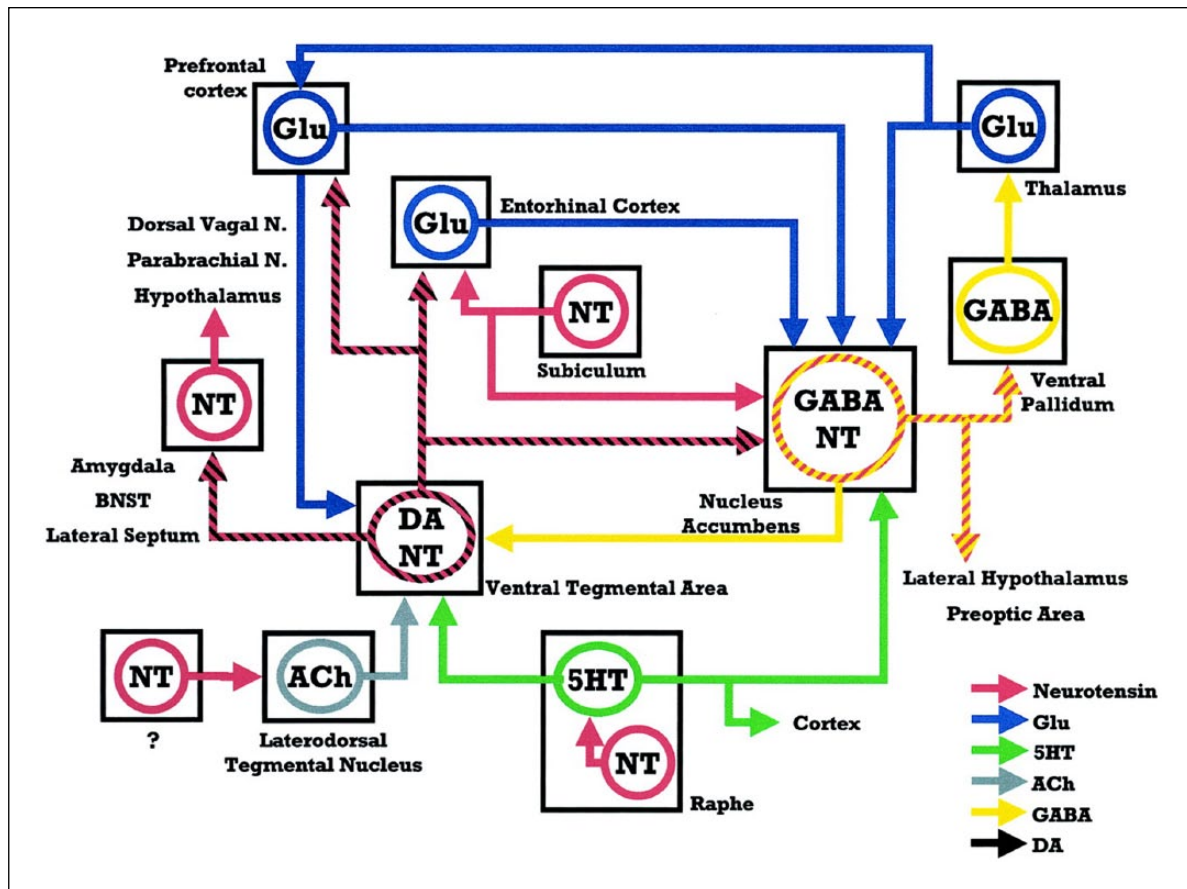 Prefrontal
cortex
Glu
Glu
Thalamus
Dorsal Vagal N.
Parabrachial N.
Hypothalamus
Glu
Entorhinal Cortex
NT
Subiculum
GABA
Ventral
Pallidum
NT
Amygdala
BNST
Lateral Septum
GABA
NT
Nucleus
Accumbens
DA
NT
Ventral Tegmental Area
Lateral Hypothalamus
Preoptic Area
NT
?
ACh
Laterodorsal
Tegmental Nucleus
5HT
NT
Raphe
Cortex
Neurotensin
Glu
5HT
ACh
GABA
DA